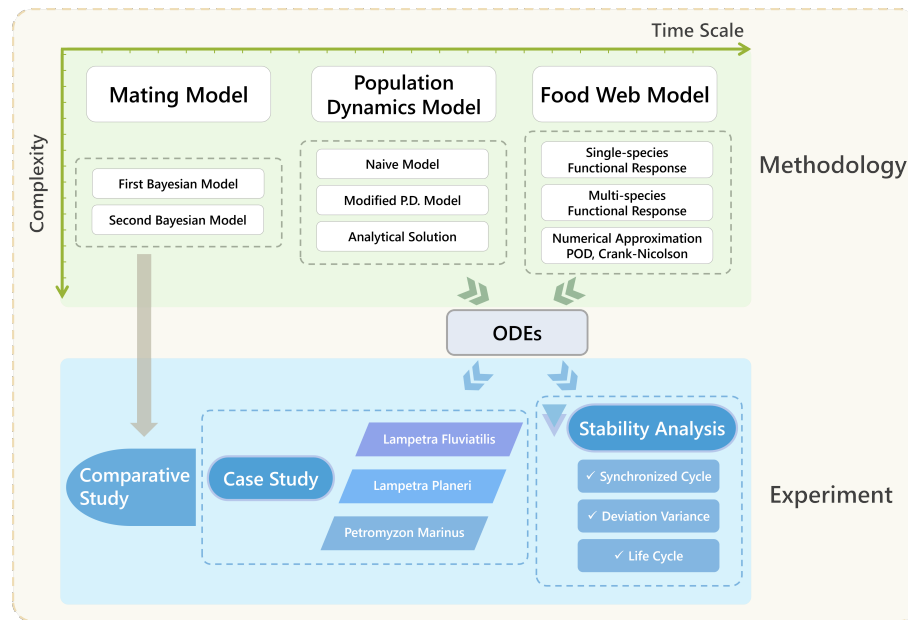 Time Scale
Complexity
Mating Model
Population
Dynamics Model
Food Web Model
Methodology
First Bayesian Model
Second Bayesian Model
Naive Model
Modified P.D. Model
Analytical Solution
Single-species
Functional Response
Multi-species
Functional Response
Numerical Approximation
POD, Crank-Nicolson
ODEs
Comparative
Study
Case Study
Lampetra Fluviatilis
Lampetra Planeri
Petromyzon Marinus
Stability Analysis
✓ Synchronized Cycle
✓ Deviation Variance
✓ Life Cycle
Experiment